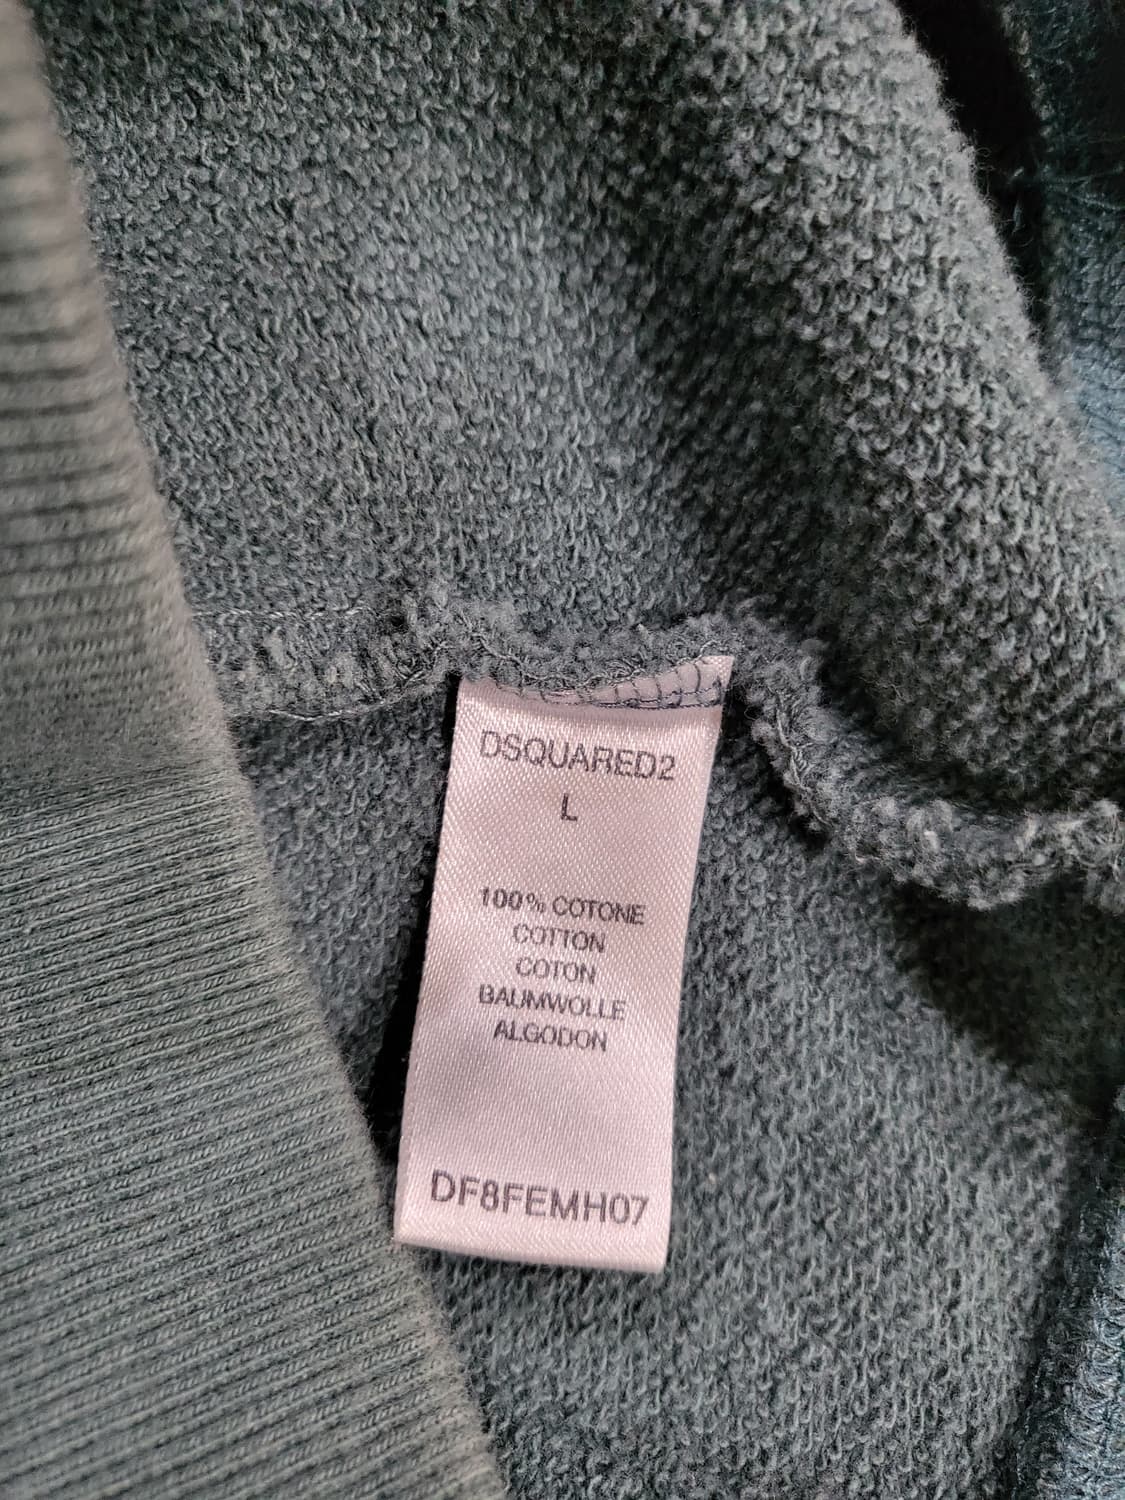 DSQUARED2
L
100% COTONE
COTTON
COTON
BAUMWOLLE
ALGODON
DF8FEMH07